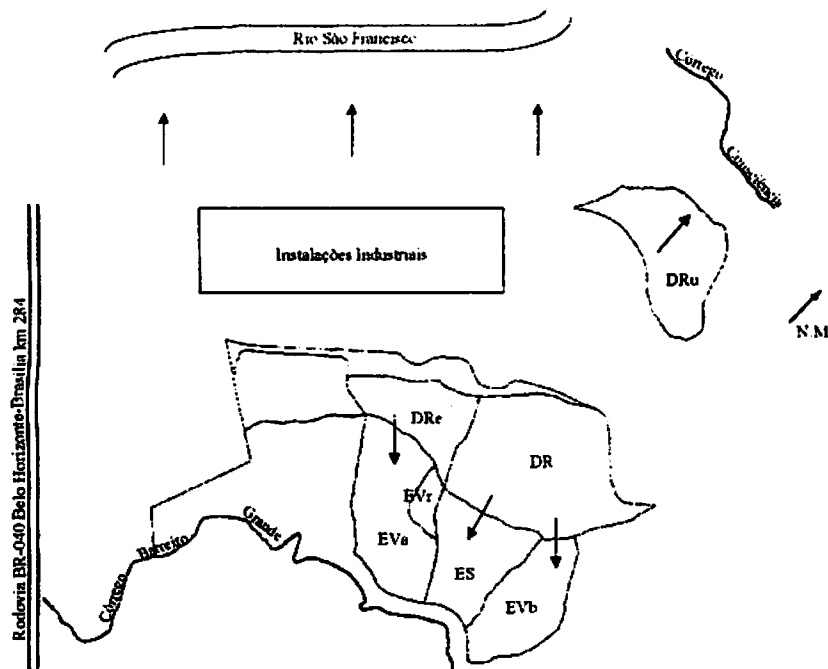 Rio São Francisco
Córrego
Consciência
Instalações Industriais
DRu
N.M
Rodovia BR-040 Belo Horizonte-Brasília km 284
DRe
DR
EVr
EVa
ES
EVb
Córrego Barreiro Grande